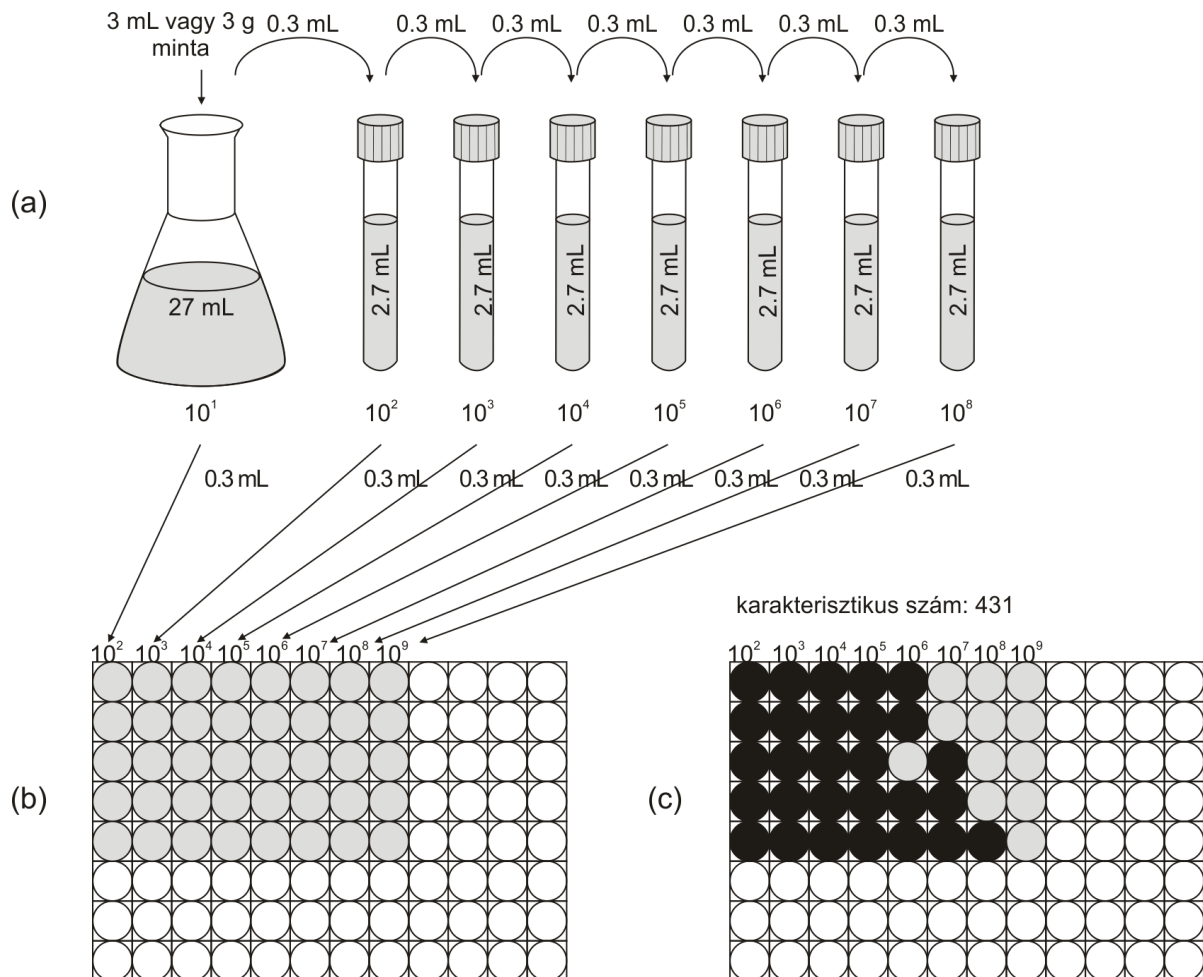 3 mL vagy 3 g
minta
0.3 mL 0.3 mL 0.3 mL 0.3 mL 0.3 mL 0.3 mL 0.3 mL
(a)
27 mL 2.7 mL 2.7 mL 2.7 mL 2.7 mL 2.7 mL 2.7 mL 2.7 mL
10¹ 10² 10³ 10⁴ 10⁵ 10⁶ 10⁷ 10⁸
0.3 mL 0.3 mL 0.3 mL 0.3 mL 0.3 mL 0.3 mL 0.3 mL 0.3 mL
10² 10³ 10⁴ 10⁵ 10⁶ 10⁷ 10⁸ 10⁹
(b)
karakterisztikus szám: 431
10² 10³ 10⁴ 10⁵ 10⁶ 10⁷ 10⁸ 10⁹
(c)